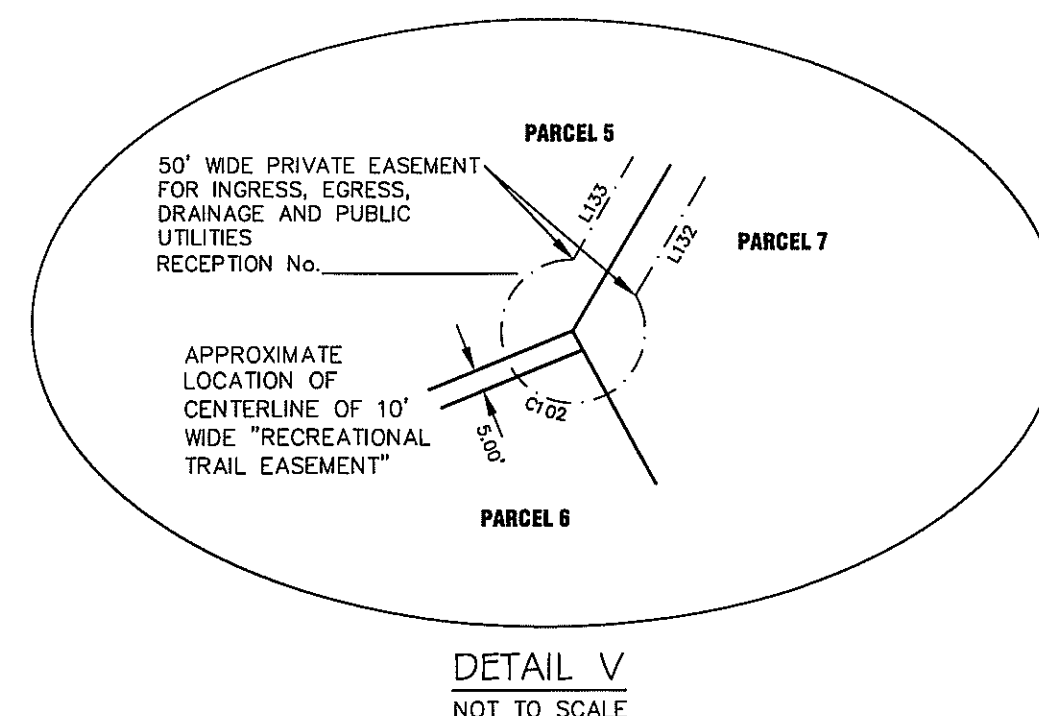 PARCEL 5
50' WIDE PRIVATE EASEMENT
FOR INGRESS, EGRESS,
DRAINAGE AND PUBLIC
UTILITIES
RECEPTION No.
L133
L132
PARCEL 7
APPROXIMATE
LOCATION OF
CENTERLINE OF 10'
WIDE "RECREATIONAL
TRAIL EASEMENT"
C102
5.00'
PARCEL 6
DETAIL V
NOT TO SCALE